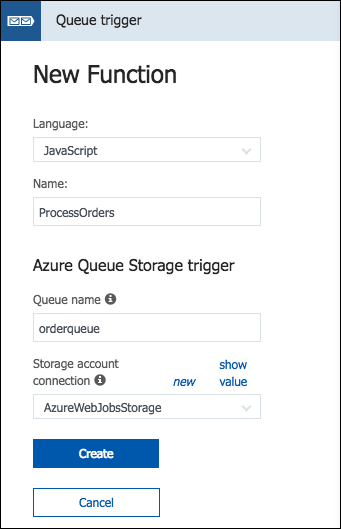 Queue trigger
New Function
Language:
JavaScript
Name:
ProcessOrders
Azure Queue Storage trigger
Queue name
orderqueue
Storage account show
connection new value
AzureWebJobsStorage
Create
Cancel